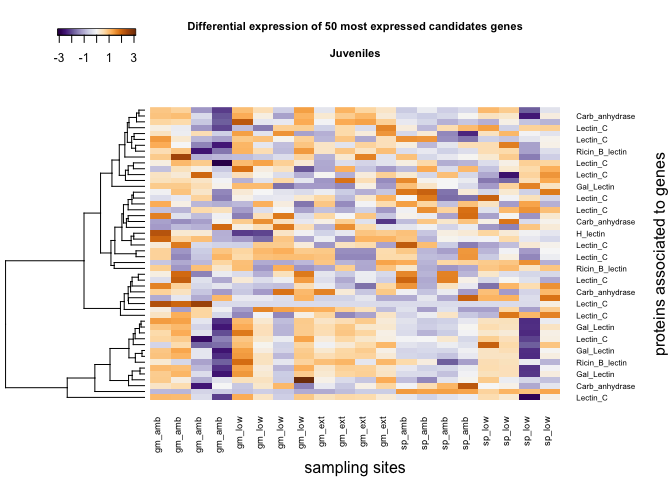 Differential expression of 50 most expressed candidates genes
Juveniles
-3 -1 1 3
Carb_anhydrase
Lectin_C
Lectin_C
Ricin_B_lectin
Lectin_C
Lectin_C
Gal_Lectin
Lectin_C
Lectin_C
Carb_anhydrase
H_lectin
Lectin_C
Lectin_C
Ricin_B_lectin
Lectin_C
Carb_anhydrase
Lectin_C
Lectin_C
Gal_Lectin
Lectin_C
Gal_Lectin
Ricin_B_lectin
Gal_Lectin
Carb_anhydrase
Lectin_C
proteins associated to genes
gm_amb gm_amb gm_amb gm_amb gm_low gm_low gm_low gm_low gm_ext gm_ext gm_ext gm_ext sp_amb sp_amb sp_amb sp_amb sp_low sp_low sp_low sp_low
sampling sites